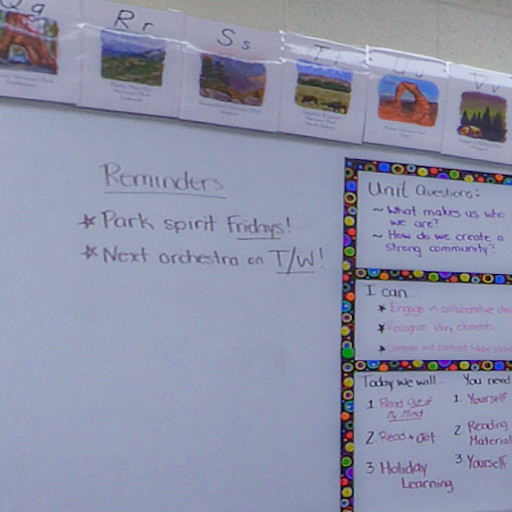 Qq
Rr
Ss
Tt
Uu
Vv
Reminders
* Park spirit Fridays!
* Next orchestra on T/W!
Unit Questions:
~ What makes us who
we are?
~ How do we create a
strong community?
I can...
* Engage in collaborative
* Recognize story elements
* Compare and contrast
Today we will...
1 Read Out of
My Mind
2 Read + Jot
3 Holiday
Learning
You need
1. Yourself
2 Reading
Material
3 Yourself